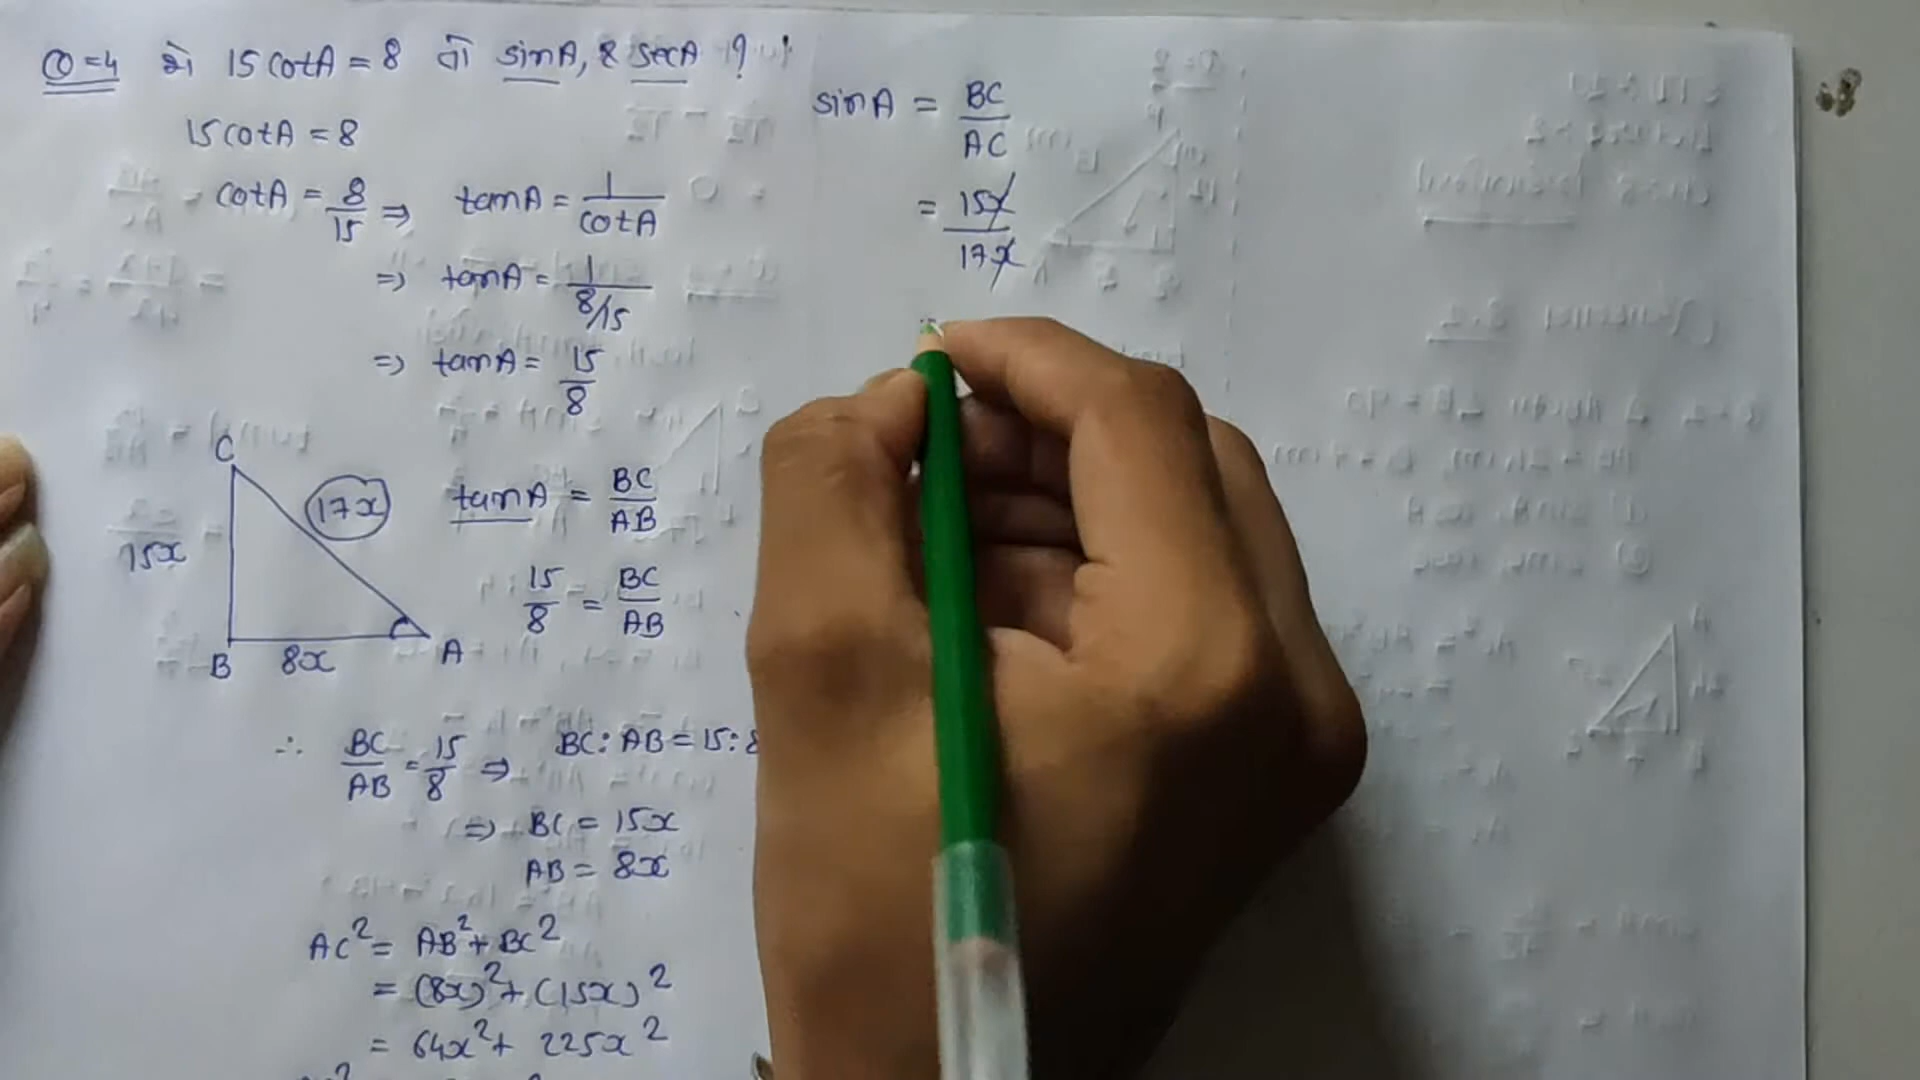 Q=4 જો 15 cotA = 8 તો sinA, & secA ?
15 cotA = 8
cotA = 8/15 ⇒ tanA = 1/cotA
⇒ tanA = 1/8/15
⇒ tanA = 15/8
C
17x
15x
B 8x A
tanA = BC/AB
15/8 = BC/AB
∴ BC/AB = 15/8 ⇒ BC : AB = 15 : 8
⇒ BC = 15x
AB = 8x
AC² = AB² + BC²
= (8x)² + (15x)²
= 64x² + 225x²
sinA = BC/AC
= 15x/17x